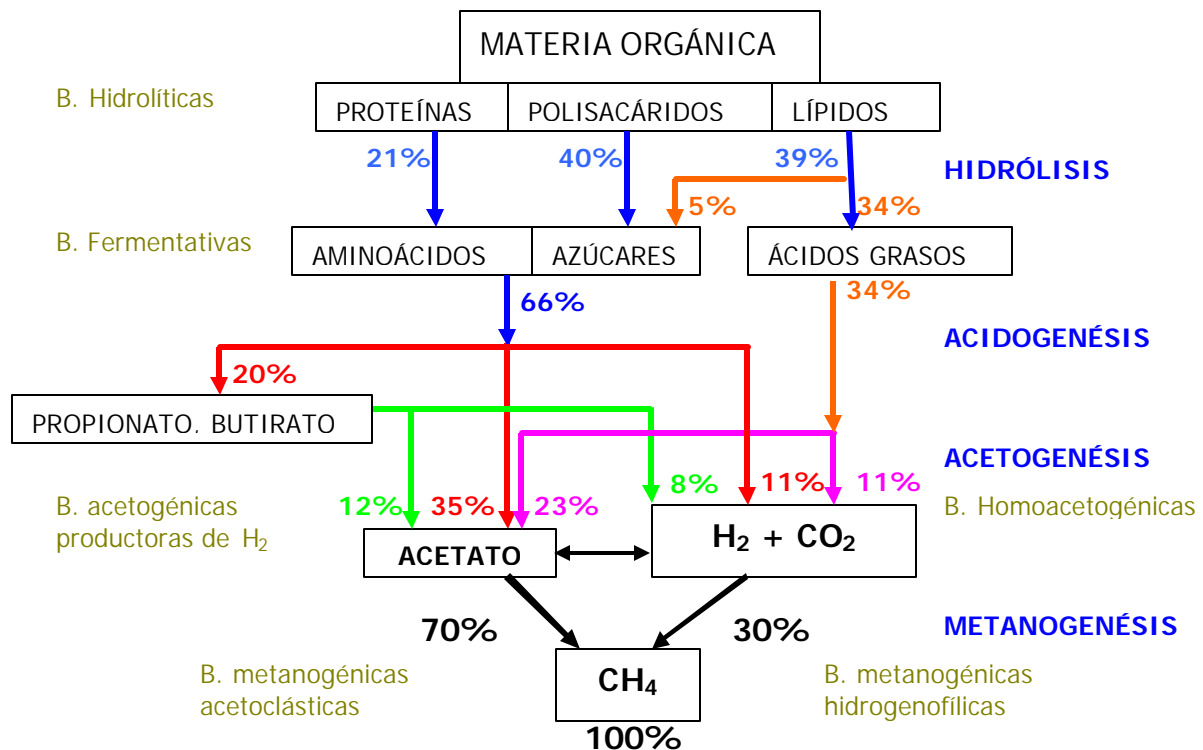 MATERIA ORGÁNICA
B. Hidrolíticas
PROTEÍNAS
POLISACÁRIDOS
LÍPIDOS
21%
40%
39%
HIDRÓLISIS
5%
34%
B. Fermentativas
AMINOÁCIDOS
AZÚCARES
ÁCIDOS GRASOS
66%
34%
ACIDOGENÉSIS
20%
PROPIONATO. BUTIRATO
ACETOGENÉSIS
B. acetogénicas
productoras de H₂
12%
35%
23%
8%
11%
11%
B. Homoacetogénicas
ACETATO
H₂ + CO₂
70%
30%
METANOGENÉSIS
B. metanogénicas
acetoclásticas
CH₄
B. metanogénicas
hidrogenofílicas
100%